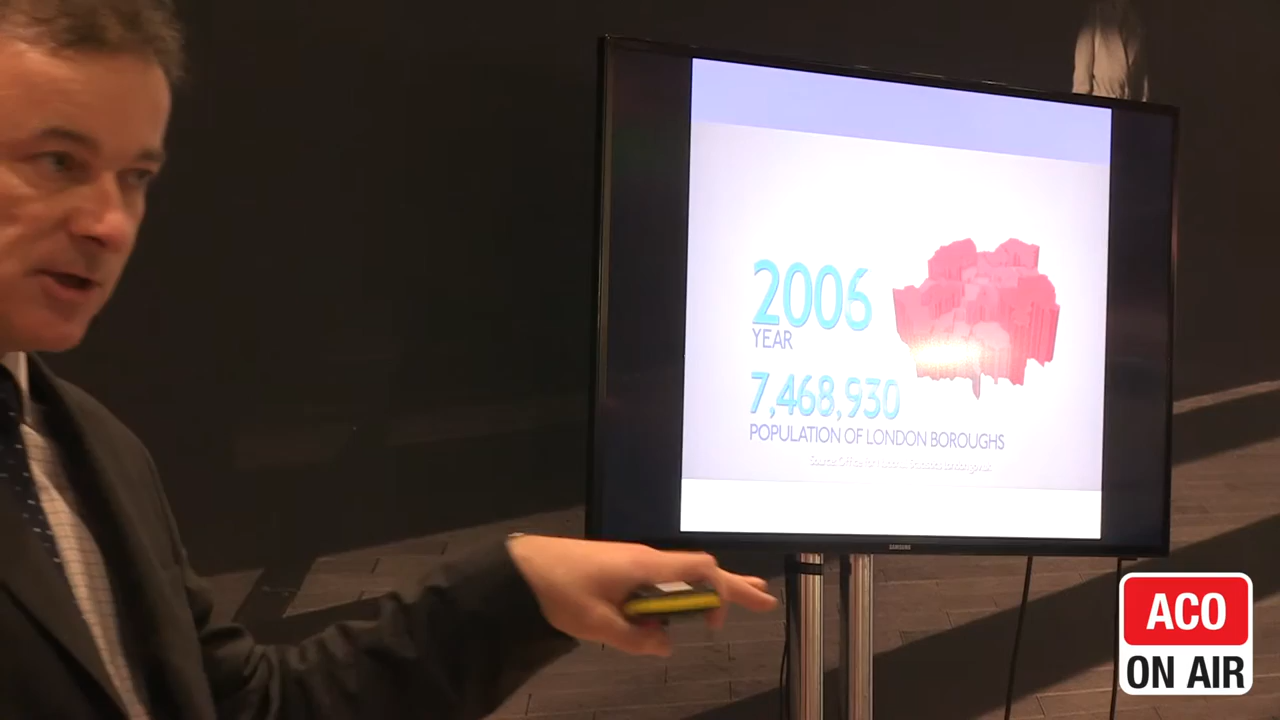 2006
YEAR
7,468,930
POPULATION OF LONDON BOROUGHS
SAMSUNG
ACO
ON AIR